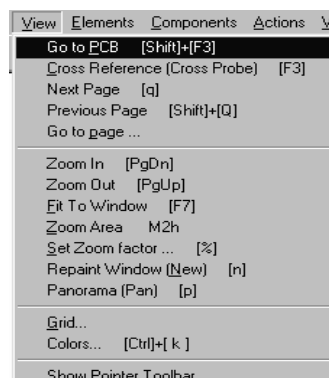 View Elements Components Actions
Go to PCB [Shift]+[F3]
Cross Reference (Cross Probe) [F3]
Next Page [q]
Previous Page [Shift]+[Q]
Go to page ...
Zoom In [PgDn]
Zoom Out [PgUp]
Fit To Window [F7]
Zoom Area M2h
Set Zoom factor ... [%]
Repaint Window (New) [n]
Panorama (Pan) [p]
Grid...
Colors... [Ctrl]+[ k ]
Show Pointer Toolbar